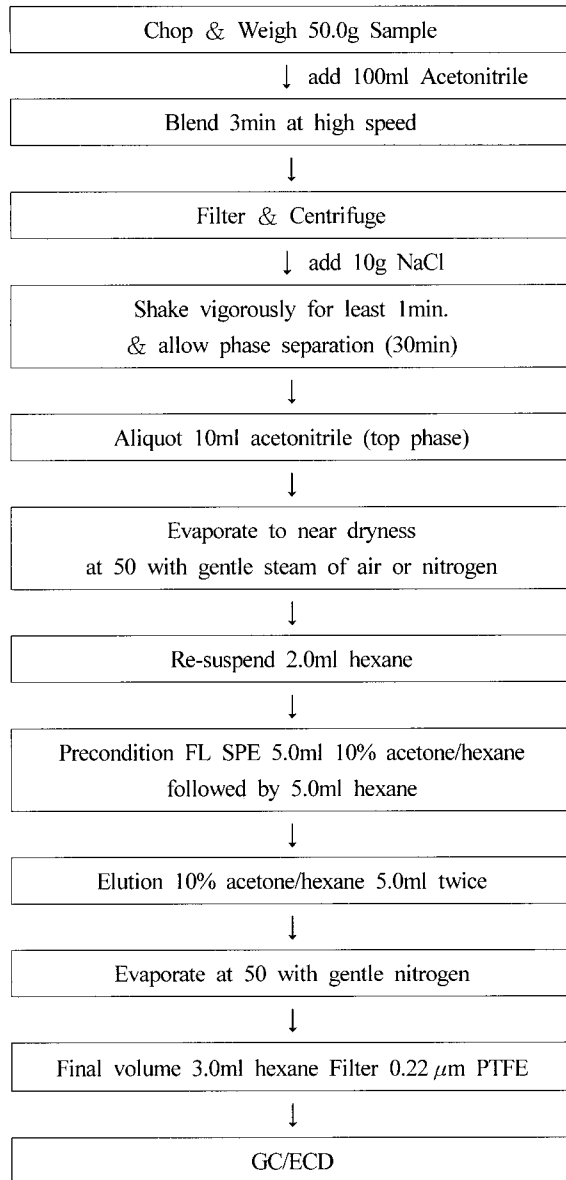 Chop & Weigh 50.0g Sample
↓ add 100ml Acetonitrile
Blend 3min at high speed
↓
Filter & Centrifuge
↓ add 10g NaCl
Shake vigorously for least 1min.
& allow phase separation (30min)
↓
Aliquot 10ml acetonitrile (top phase)
↓
Evaporate to near dryness
at 50 with gentle steam of air or nitrogen
↓
Re-suspend 2.0ml hexane
↓
Precondition FL SPE 5.0ml 10% acetone/hexane
followed by 5.0ml hexane
↓
Elution 10% acetone/hexane 5.0ml twice
↓
Evaporate at 50 with gentle nitrogen
↓
Final volume 3.0ml hexane Filter 0.22 μm PTFE
↓
GC/ECD